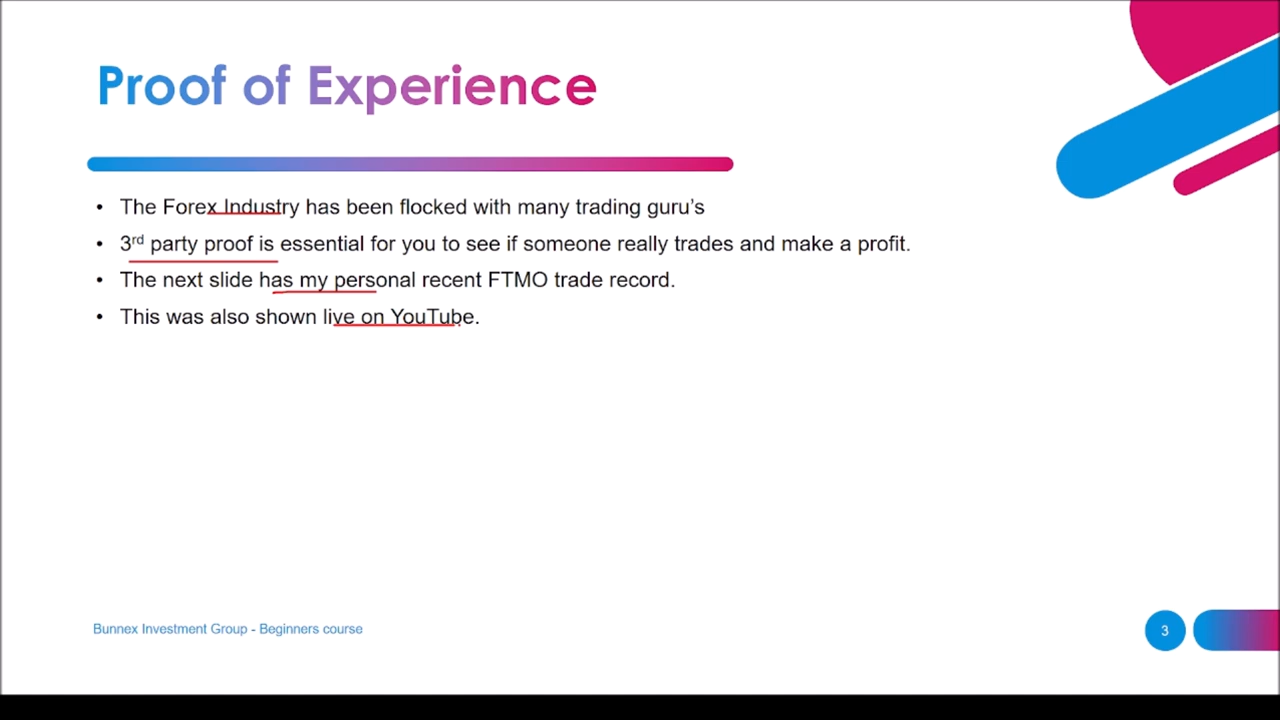 Proof of Experience
• The Forex Industry has been flocked with many trading guru’s
• 3rd party proof is essential for you to see if someone really trades and make a profit.
• The next slide has my personal recent FTMO trade record.
• This was also shown live on YouTube.
Bunnex Investment Group - Beginners course
3